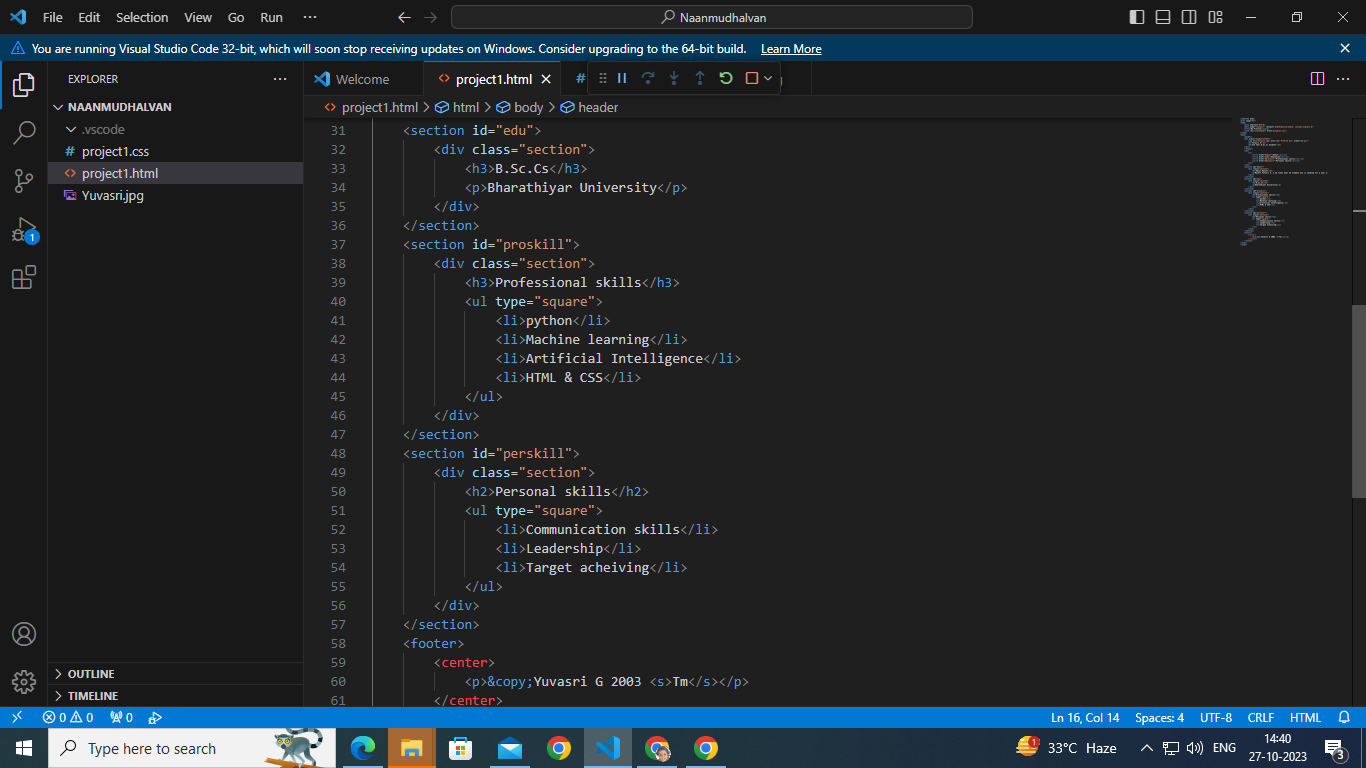 File Edit Selection View Go Run ··· Naanmudhalvan
You are running Visual Studio Code 32-bit, which will soon stop receiving updates on Windows. Consider upgrading to the 64-bit build. Learn More
EXPLORER ···
NAANMUDHALVAN
.vscode
# project1.css
<> project1.html
Yuvasri.jpg
OUTLINE
TIMELINE
Welcome <> project1.html #
<> project1.html > html > body > header
31 <section id="edu">
32 <div class="section">
33 <h3>B.Sc.Cs</h3>
34 <p>Bharathiyar University</p>
35 </div>
36 </section>
37 <section id="proskill">
38 <div class="section">
39 <h3>Professional skills</h3>
40 <ul type="square">
41 <li>python</li>
42 <li>Machine learning</li>
43 <li>Artificial Intelligence</li>
44 <li>HTML & CSS</li>
45 </ul>
46 </div>
47 </section>
48 <section id="perskill">
49 <div class="section">
50 <h2>Personal skills</h2>
51 <ul type="square">
52 <li>Communication skills</li>
53 <li>Leadership</li>
54 <li>Target acheiving</li>
55 </ul>
56 </div>
57 </section>
58 <footer>
59 <center>
60 <p>&copy;Yuvasri G 2003 <s>Tm</s></p>
61 </center>
1
0 0 0 Ln 16, Col 14 Spaces: 4 UTF-8 CRLF HTML
Type here to search 1 33°C Haze ENG 14:40
27-10-2023 3